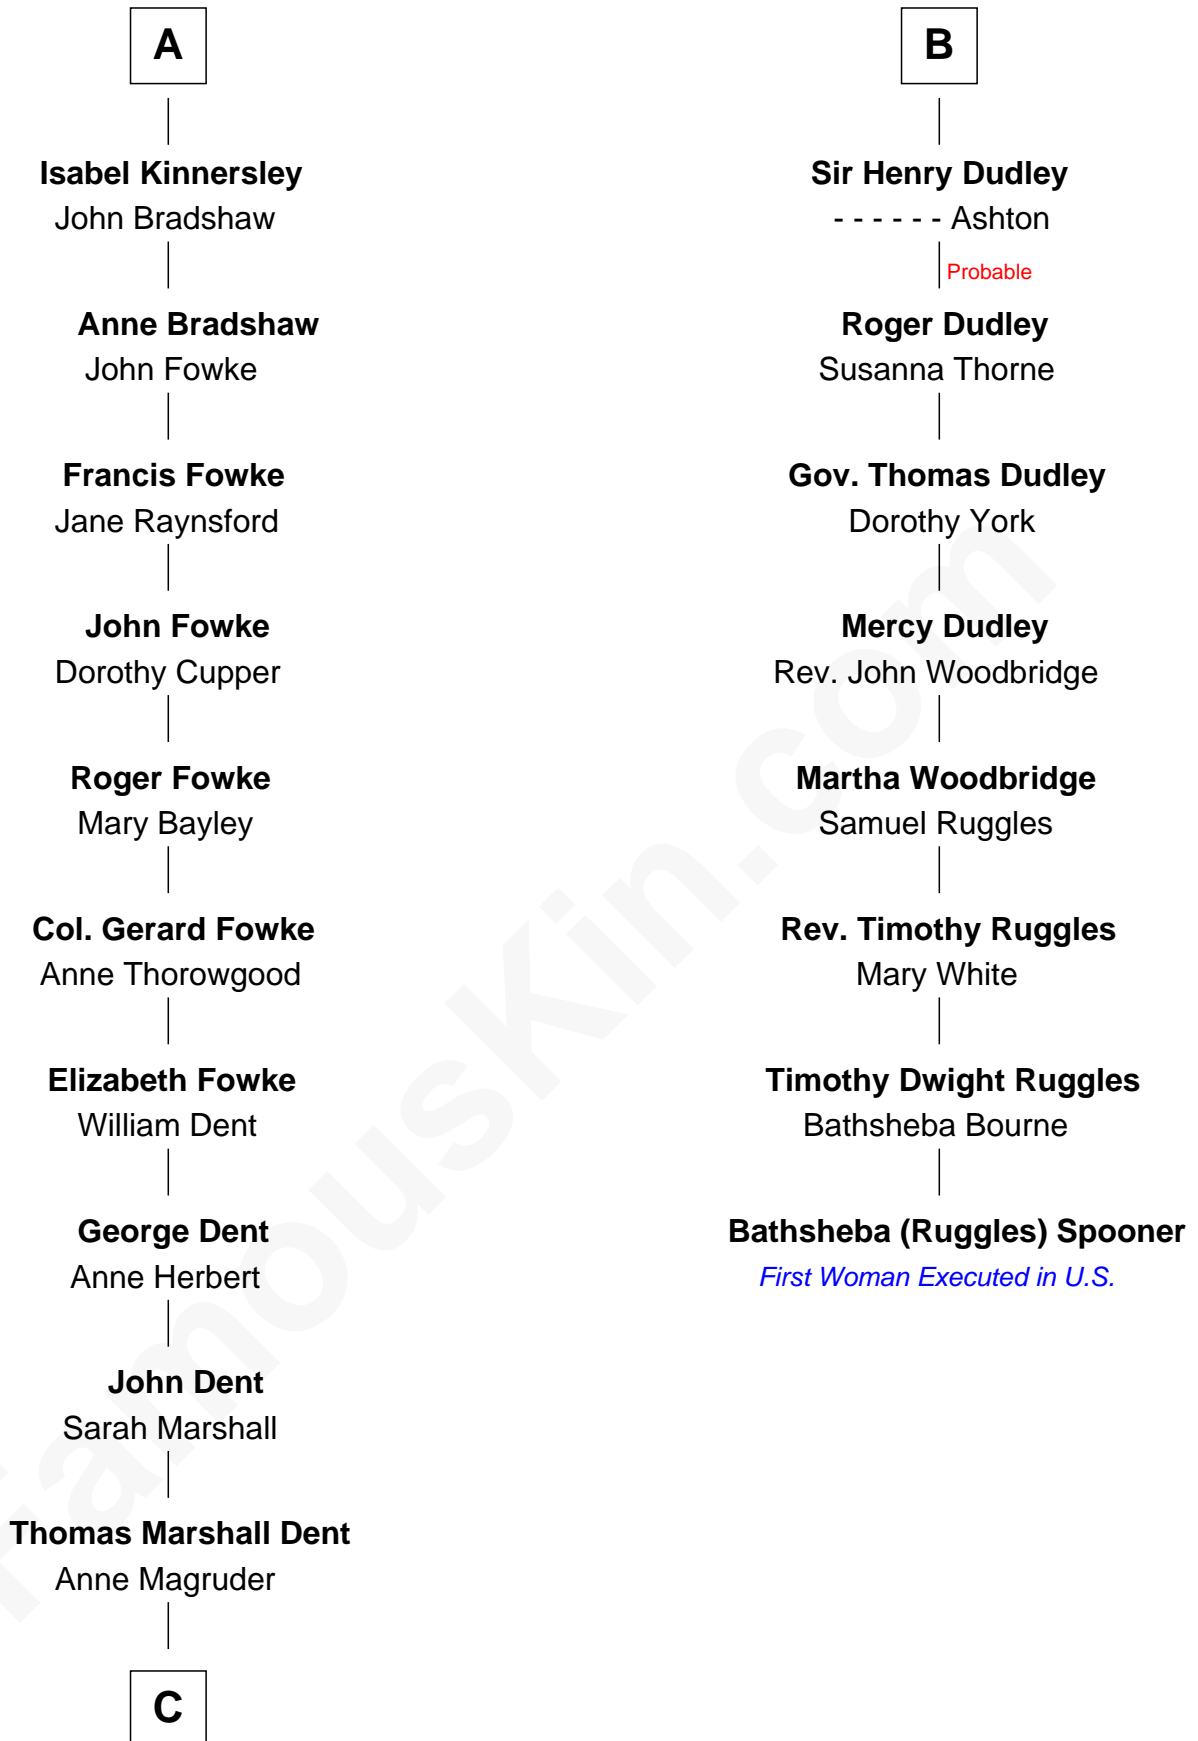 A
Isabel Kinnersley
John Bradshaw
Anne Bradshaw
John Fowke
Francis Fowke
Jane Raynsford
John Fowke
Dorothy Cupper
Roger Fowke
Mary Bayley
Col. Gerard Fowke
Anne Thorowgood
Elizabeth Fowke
William Dent
George Dent
Anne Herbert
John Dent
Sarah Marshall
Thomas Marshall Dent
Anne Magruder
C
B
Sir Henry Dudley
- - - - - - Ashton
Probable
Roger Dudley
Susanna Thorne
Gov. Thomas Dudley
Dorothy York
Mercy Dudley
Rev. John Woodbridge
Martha Woodbridge
Samuel Ruggles
Rev. Timothy Ruggles
Mary White
Timothy Dwight Ruggles
Bathsheba Bourne
Bathsheba (Ruggles) Spooner
First Woman Executed in U.S.
FamousKin.com